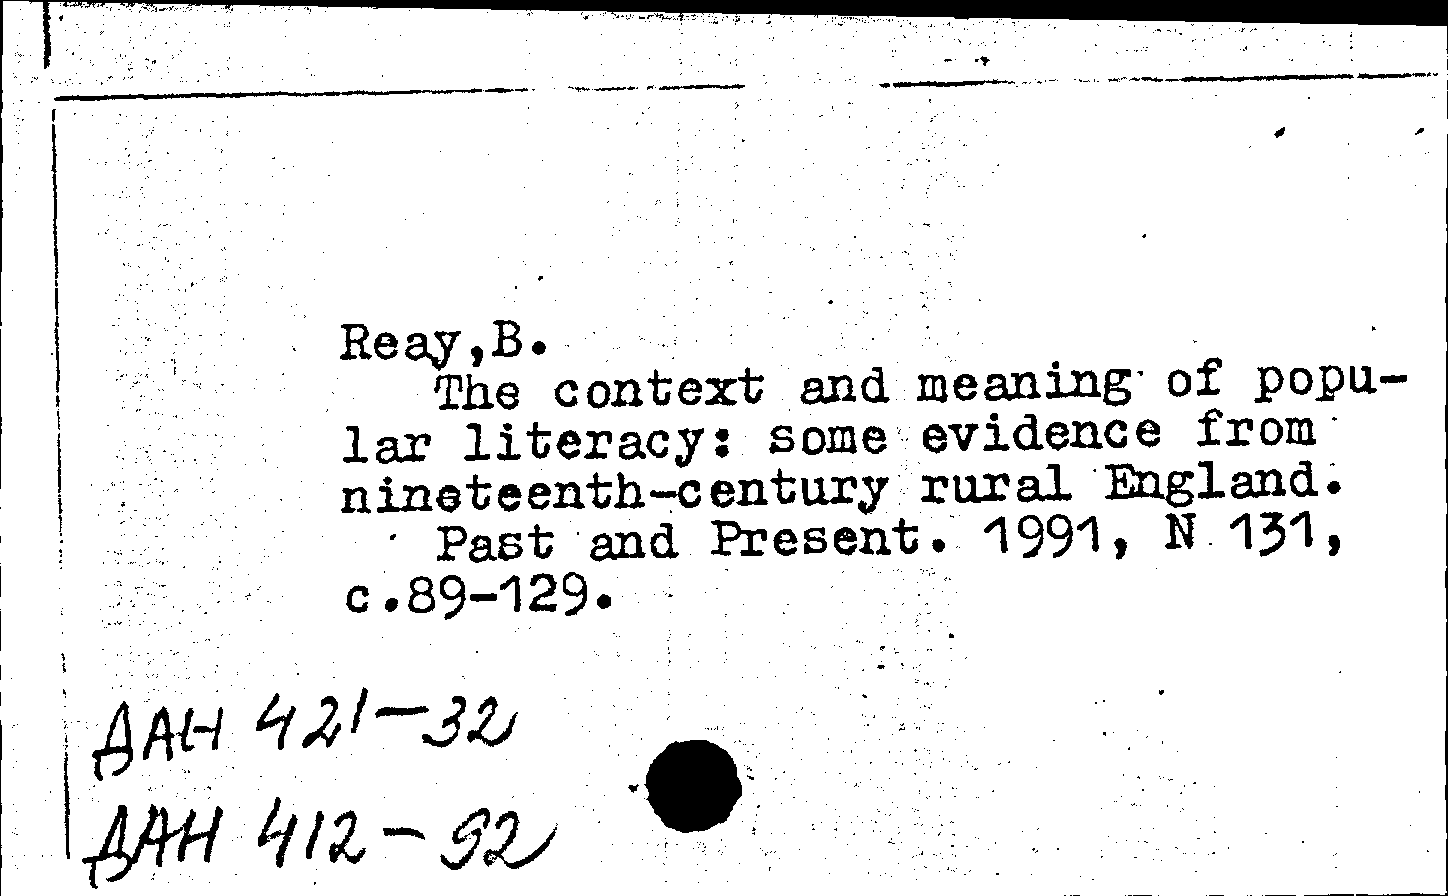 Reay,B.
The context and meaning of popu-
lar literacy: some evidence from
nineteenth-century rural England.
Past and Present. 1991, N 131,
c.89-129.
ДАН 421-32
ДАН 412-92